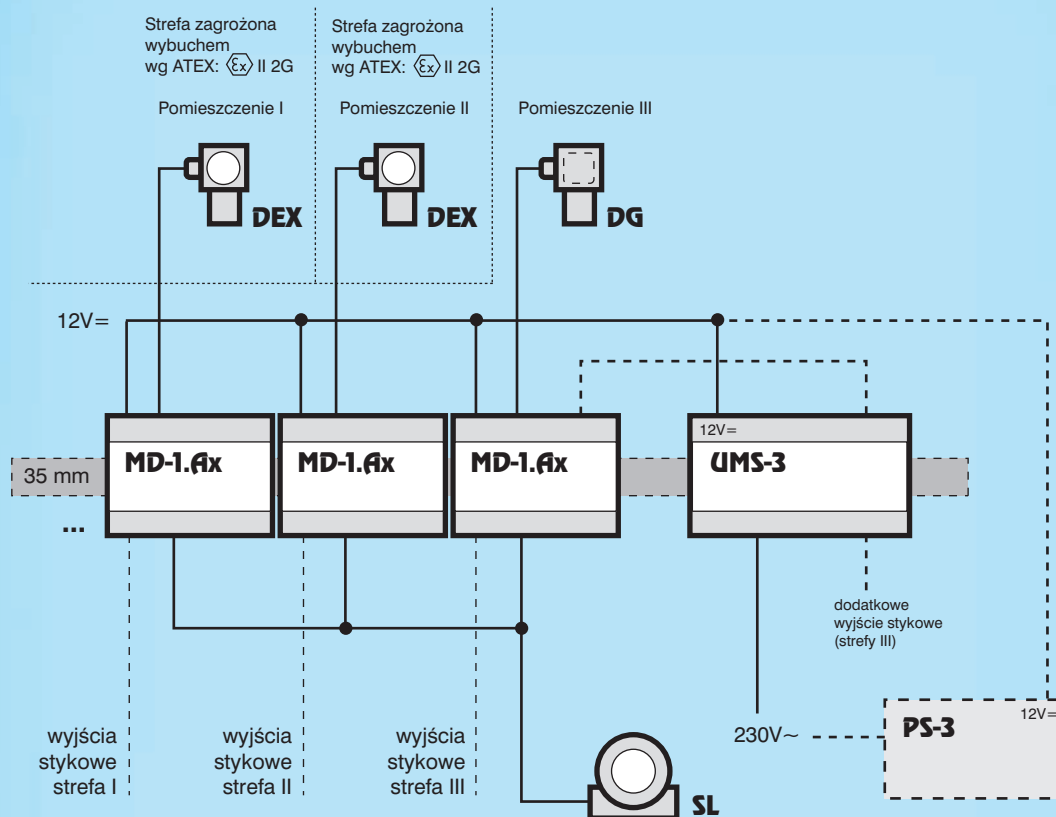 Strefa zagrożona
wybuchem
wg ATEX: Ex II 2G
Strefa zagrożona
wybuchem
wg ATEX: Ex II 2G
Pomieszczenie I
Pomieszczenie II
Pomieszczenie III
DEX
DEX
DG
12V=
35 mm
...
MD-1.Ax
MD-1.Ax
MD-1.Ax
12V=
UMS-3
dodatkowe
wyjście stykowe
(strefy III)
wyjścia
stykowe
strefa I
wyjścia
stykowe
strefa II
wyjścia
stykowe
strefa III
230V~
PS-3
12V=
SL